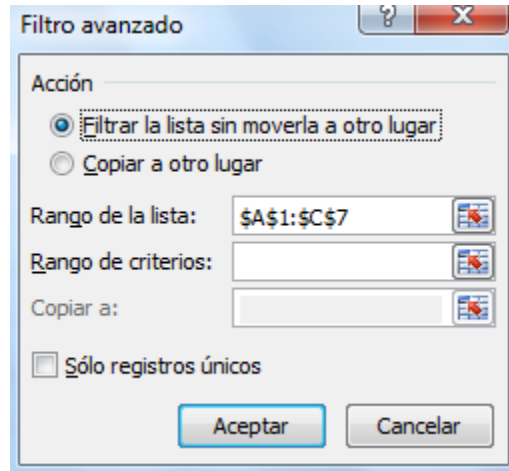 Filtro avanzado ?
Acción
Filtrar la lista sin moverla a otro lugar
Copiar a otro lugar
Rango de la lista: $A$1:$C$7
Rango de criterios:
Copiar a:
Sólo registros únicos
Aceptar Cancelar